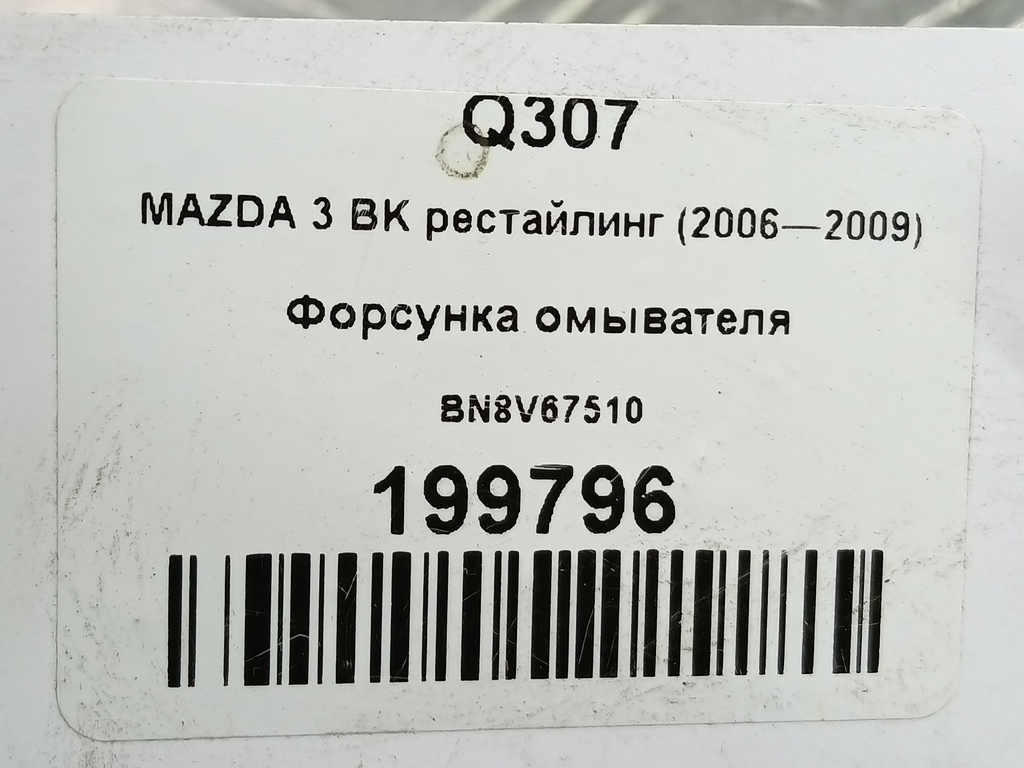 Q307
MAZDA 3 BK рестайлинг (2006—2009)
Форсунка омывателя
BN8V67510
199796